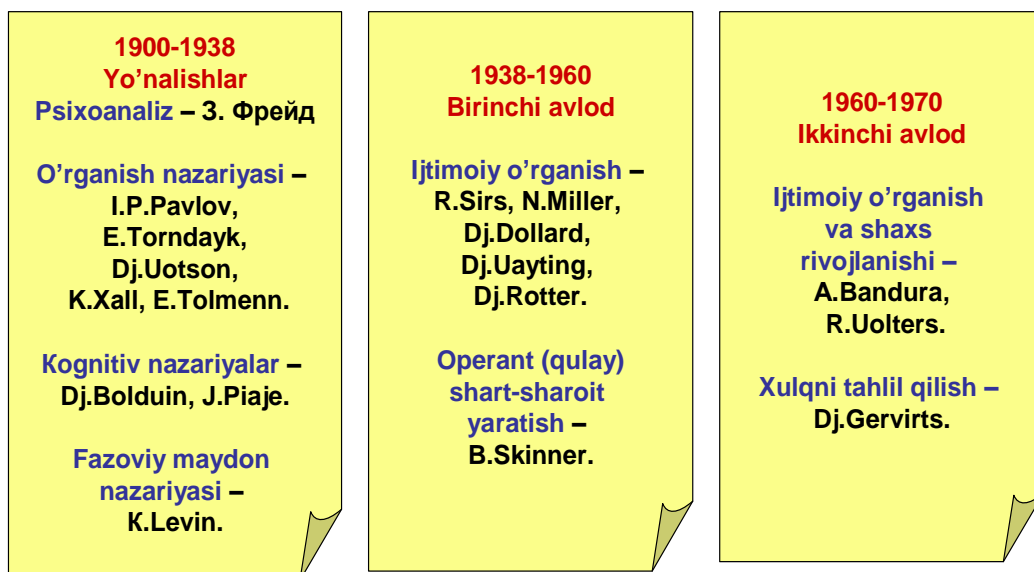 1900-1938
Yo’nalishlar
Psixoanaliz – З. Фрейд
O’rganish nazariyasi –
I.P.Pavlov,
E.Torndayk,
Dj.Uotson,
K.Xall, E.Tolmenn.
Kognitiv nazariyalar –
Dj.Bolduin, J.Piaje.
Fazoviy maydon
nazariyasi –
K.Levin.
1938-1960
Birinchi avlod
Ijtimoiy o’rganish –
R.Sirs, N.Miller,
Dj.Dollard,
Dj.Uayting,
Dj.Rotter.
Operant (qulay)
shart-sharoit
yaratish –
B.Skinner.
1960-1970
Ikkinchi avlod
Ijtimoiy o’rganish
va shaxs
rivojlanishi –
A.Bandura,
R.Uolters.
Xulqni tahlil qilish –
Dj.Gervirts.